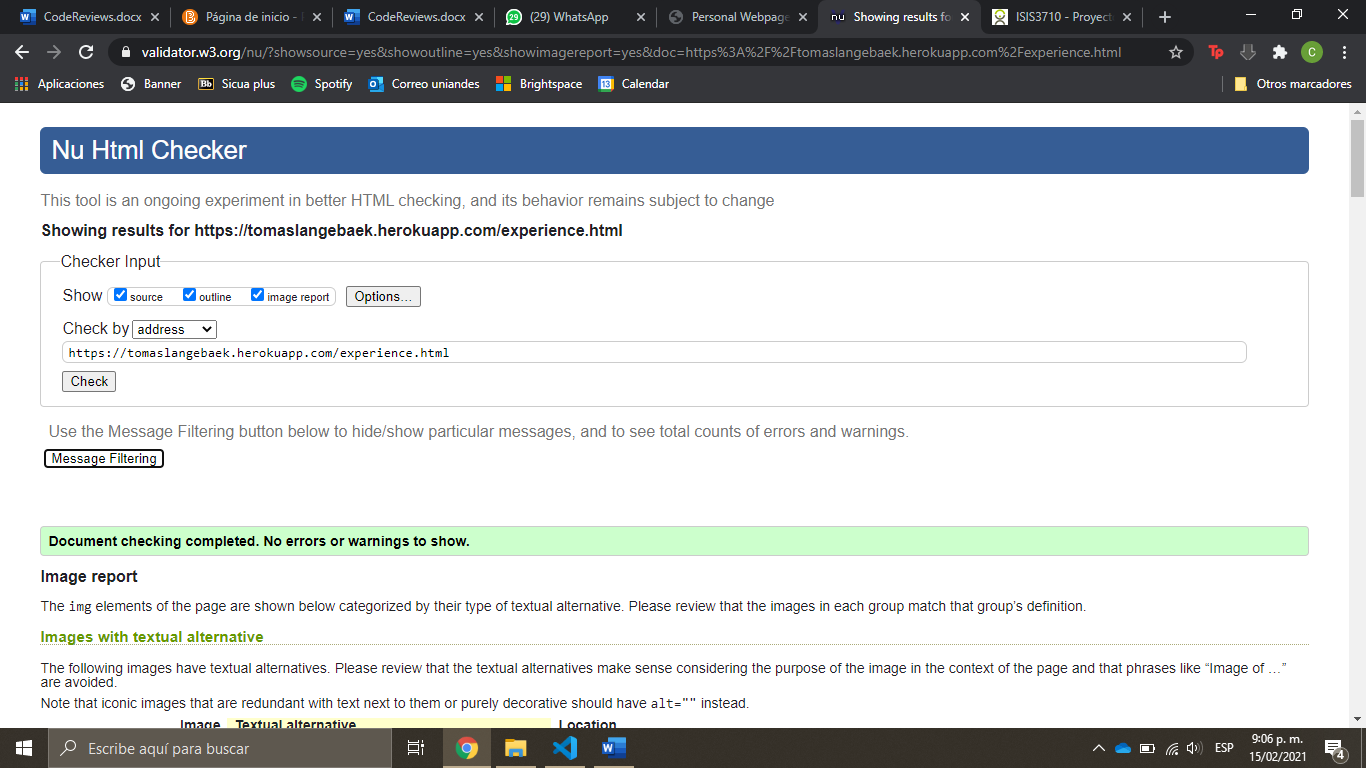 CodeReviews.docx
Página de inicio -
CodeReviews.docx
(29) WhatsApp
Personal Webpage
Showing results fo
ISIS3710 - Proyect
validator.w3.org/nu/?showsource=yes&showoutline=yes&showimagereport=yes&doc=https%3A%2F%2Ftomaslangebaek.herokuapp.com%2Fexperience.html
Aplicaciones Banner Sicua plus Spotify Correo uniandes Brightspace Calendar Otros marcadores
Nu Html Checker
This tool is an ongoing experiment in better HTML checking, and its behavior remains subject to change
Showing results for https://tomaslangebaek.herokuapp.com/experience.html
Checker Input
Show source outline image report Options...
Check by address
https://tomaslangebaek.herokuapp.com/experience.html
Check
Use the Message Filtering button below to hide/show particular messages, and to see total counts of errors and warnings.
Message Filtering
Document checking completed. No errors or warnings to show.
Image report
The img elements of the page are shown below categorized by their type of textual alternative. Please review that the images in each group match that group’s definition.
Images with textual alternative
The following images have textual alternatives. Please review that the textual alternatives make sense considering the purpose of the image in the context of the page and that phrases like “Image of …”
are avoided.
Note that iconic images that are redundant with text next to them or purely decorative should have alt="" instead.
Image Textual alternative Location
Escribe aquí para buscar
ESP
9:06 p. m.
15/02/2021
4